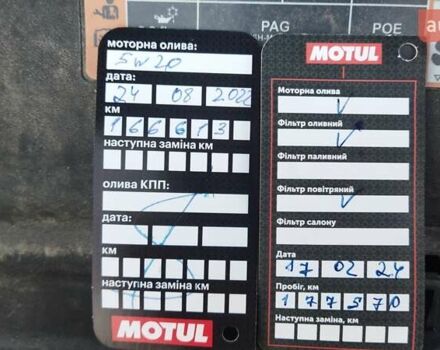 PAG
POE
моторна олива:
5W20
дата:
24 08 2022
км
166613
наступна заміна км
олива КПП:
дата:
км
наступна заміна км
MOTUL
MOTUL
Моторна олива
Фільтр оливний
Фільтр паливний
Фільтр повітряний
Фільтр салону
Дата
17 02 24
Пробіг, км
177570
Наступна заміна, км
MOTUL